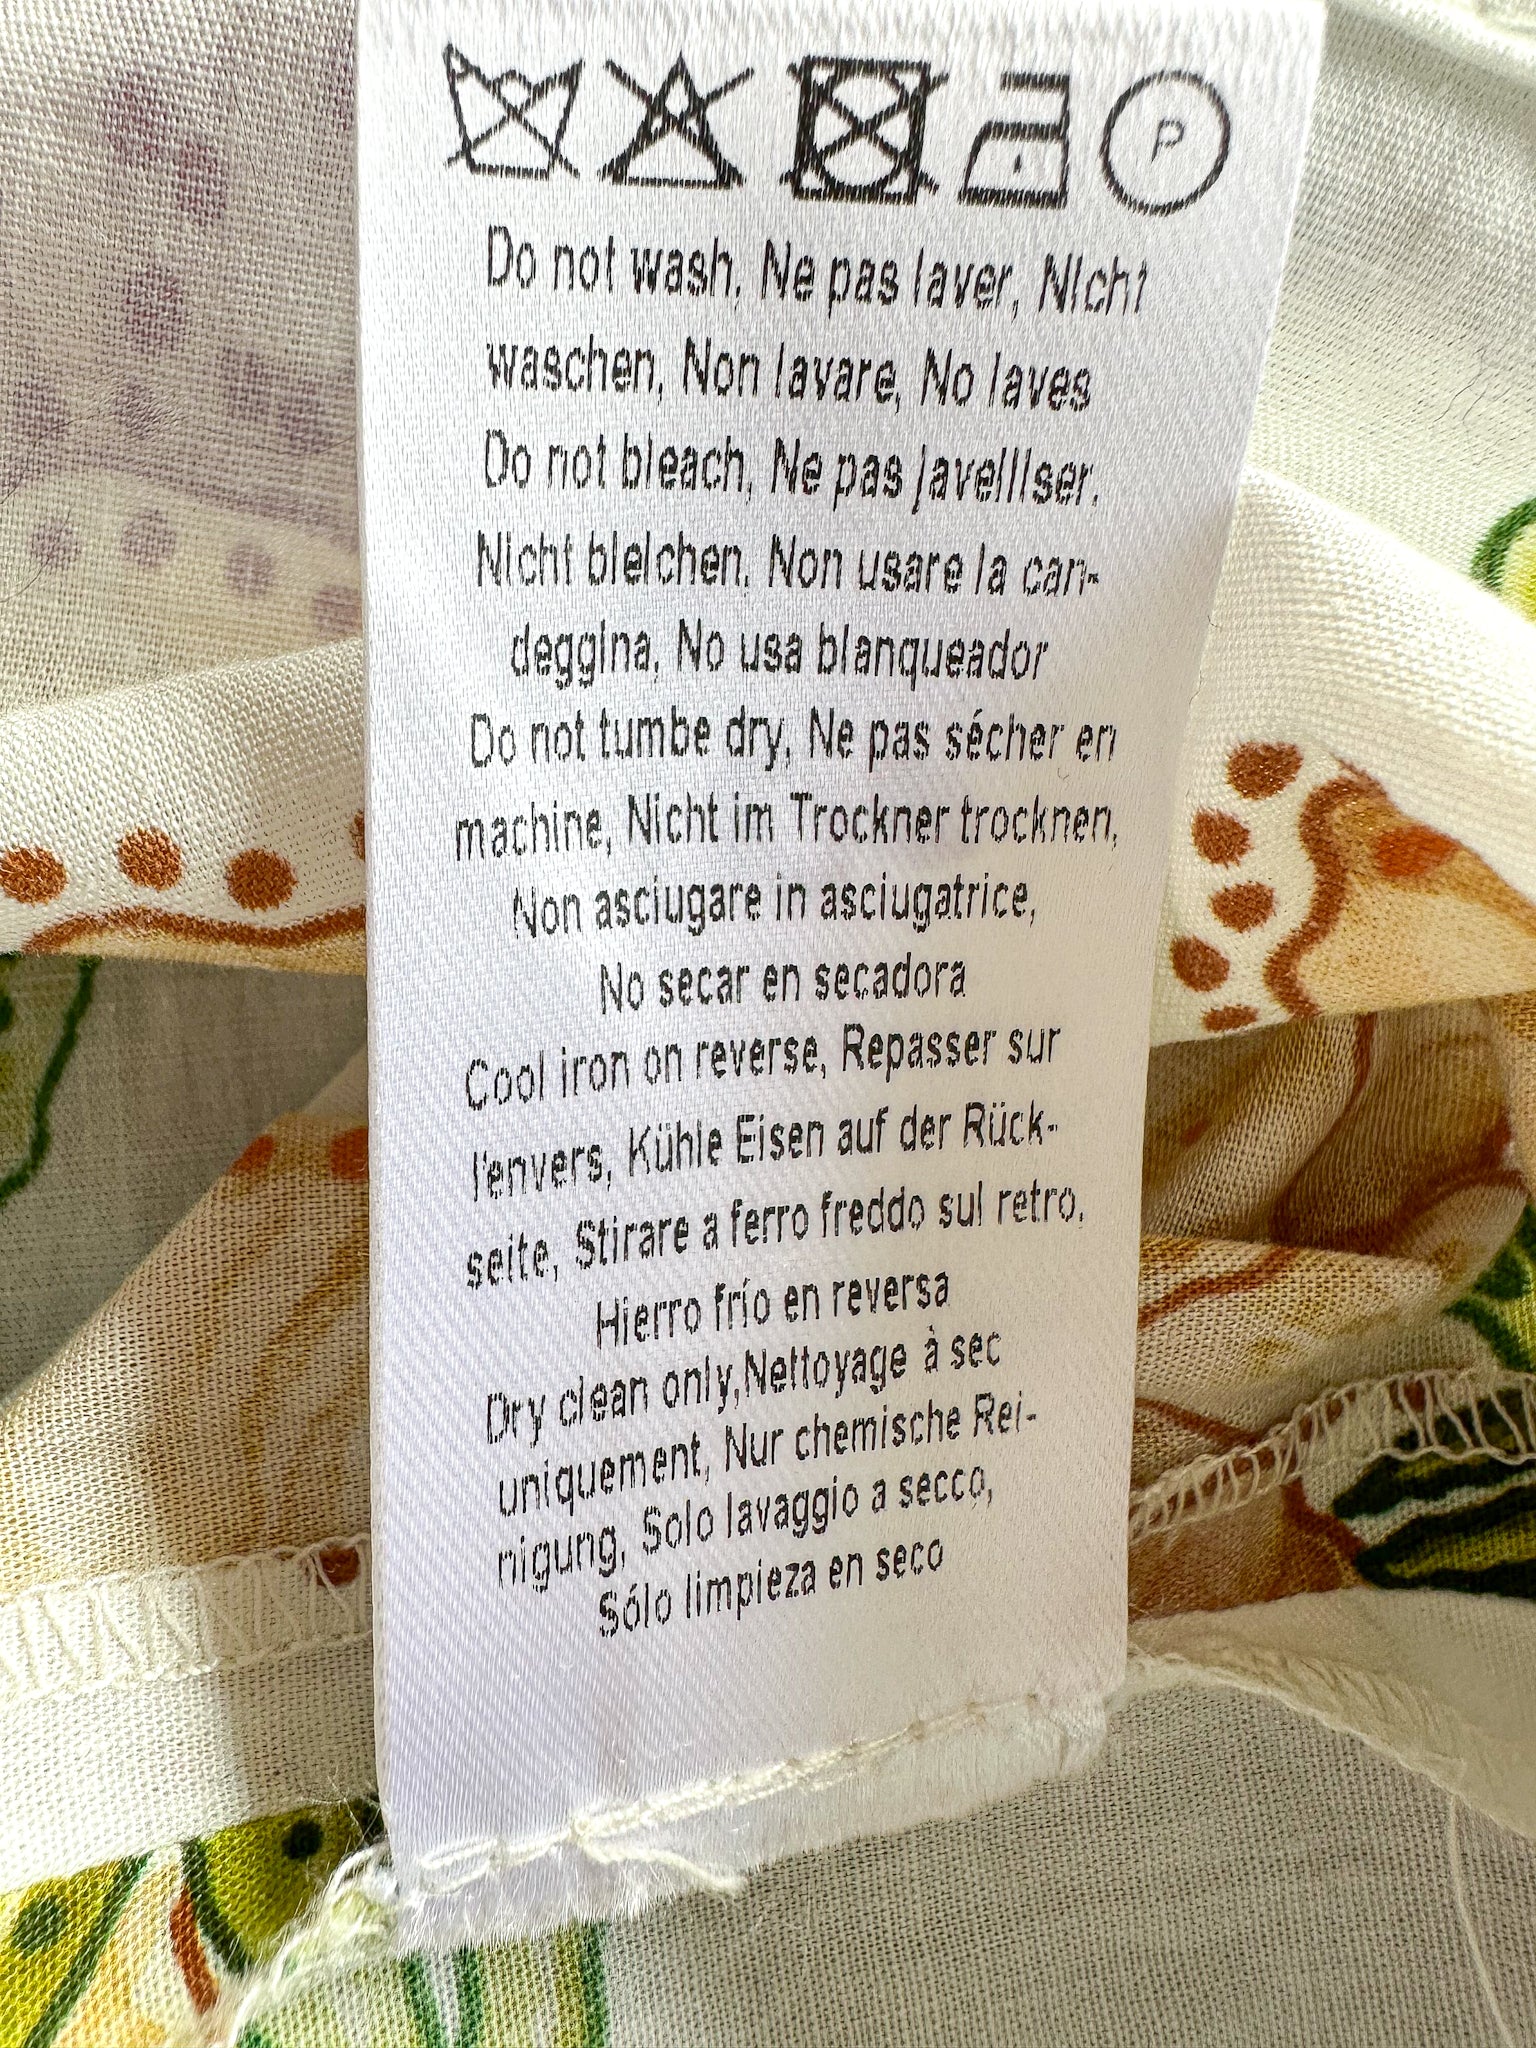 P
Do not wash, Ne pas laver, Nicht
waschen, Non lavare, No laves
Do not bleach, Ne pas javelliser,
Nicht bleichen, Non usare la can-
deggina, No usa blanqueador
Do not tumbe dry, Ne pas sécher en
machine, Nicht im Trockner trocknen,
Non asciugare in asciugatrice,
No secar en secadora
Cool iron on reverse, Repasser sur
l'envers, Kühle Eisen auf der Rück-
seite, Stirare a ferro freddo sul retro,
Hierro frío en reversa
Dry clean only,Nettoyage à sec
uniquement, Nur chemische Rei-
nigung, Solo lavaggio a secco,
Sólo limpieza en seco